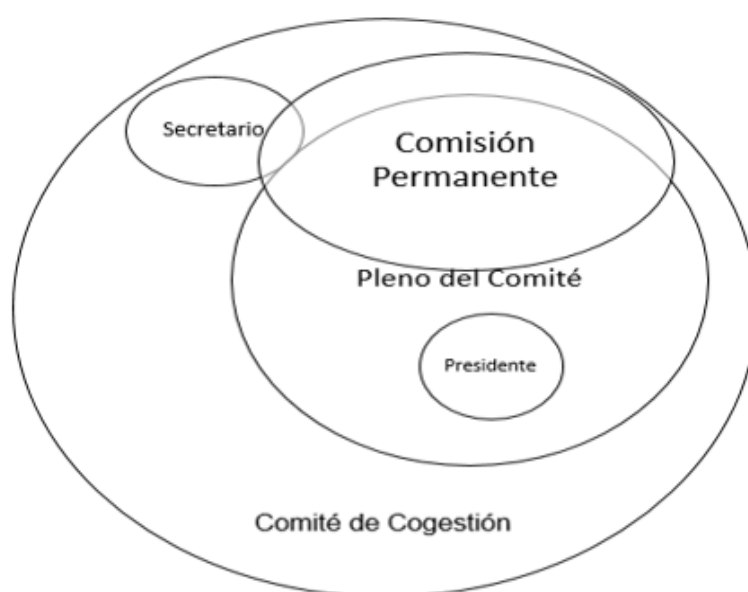 Secretario
Comisión
Permanente
Pleno del Comité
Presidente
Comité de Cogestión